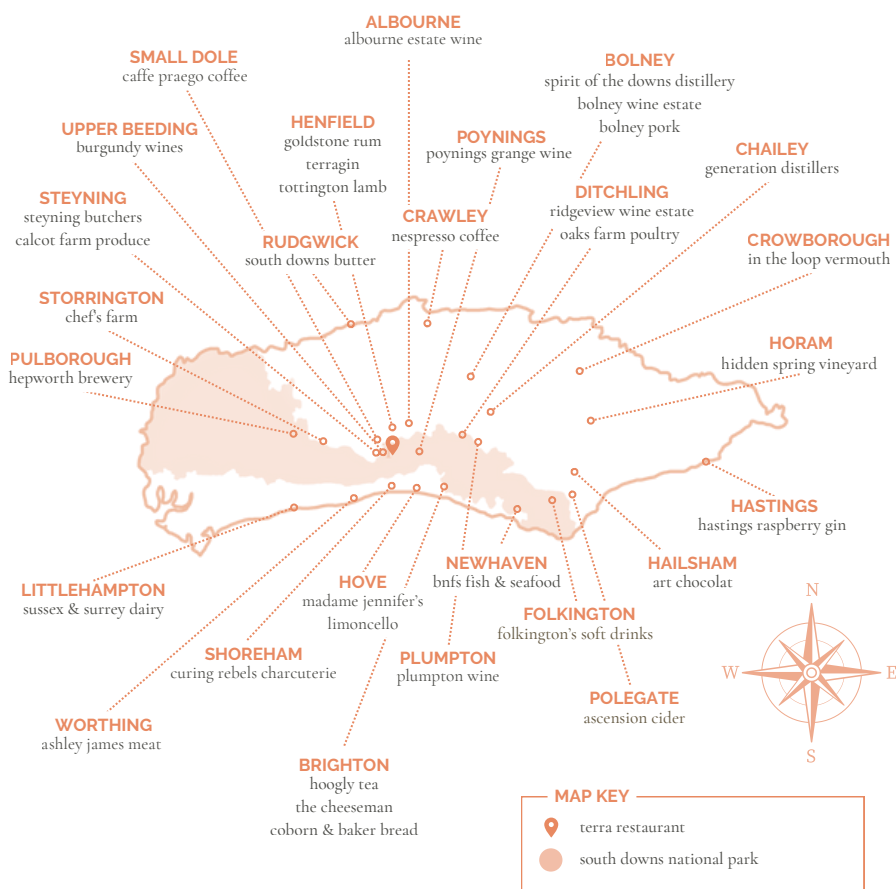 ALBOURNE
albourne estate wine
SMALL DOLE
caffe praego coffee
BOLNEY
spirit of the downs distillery
bolney wine estate
bolney pork
UPPER BEEDING
burgundy wines
HENFIELD
goldstone rum
terragin
tottington lamb
POYNINGS
poynings grange wine
CHAILEY
generation distillers
STEYNING
steyning butchers
calcot farm produce
RUDGWICK
south downs butter
CRAWLEY
nespresso coffee
DITCHLING
ridgeview wine estate
oaks farm poultry
CROWBOROUGH
in the loop vermouth
STORRINGTON
chef's farm
PULBOROUGH
hepworth brewery
HORAM
hidden spring vineyard
HASTINGS
hastings raspberry gin
LITTLEHAMPTON
sussex & surrey dairy
HOVE
madame jennifer's
limoncello
NEWHAVEN
bnfs fish & seafood
HAILSHAM
art chocolat
FOLKINGTON
folkington's soft drinks
SHOREHAM
curing rebels charcuterie
PLUMPTON
plumpton wine
POLEGATE
ascension cider
WORTHING
ashley james meat
BRIGHTON
hoogly tea
the cheeseman
coborn & baker bread
N
W
E
S
MAP KEY
terra restaurant
south downs national park